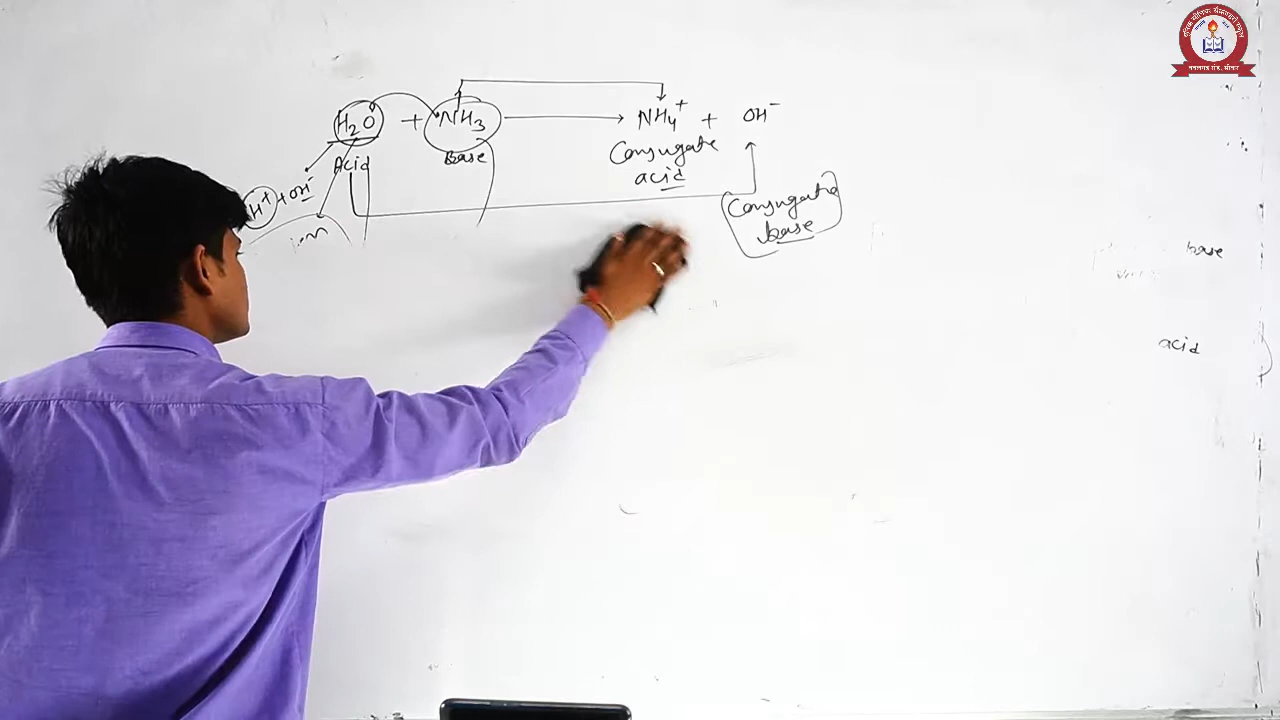 H₂O + NH₃ → NH₄⁺ + OH⁻
Acid Base Conjugate
acid
H⁺ + OH⁻
Conjugate
base
base
acid